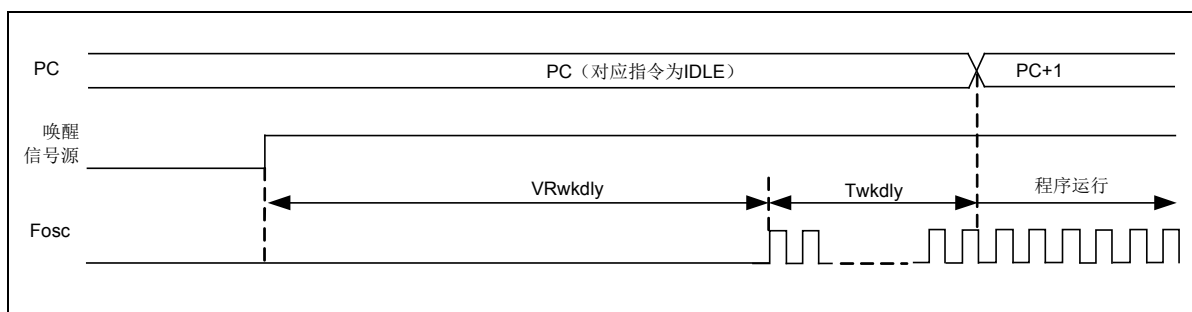 PC
PC（对应指令为IDLE）
PC+1
唤醒
信号源
VRwkdly
Twkdly
程序运行
Fosc